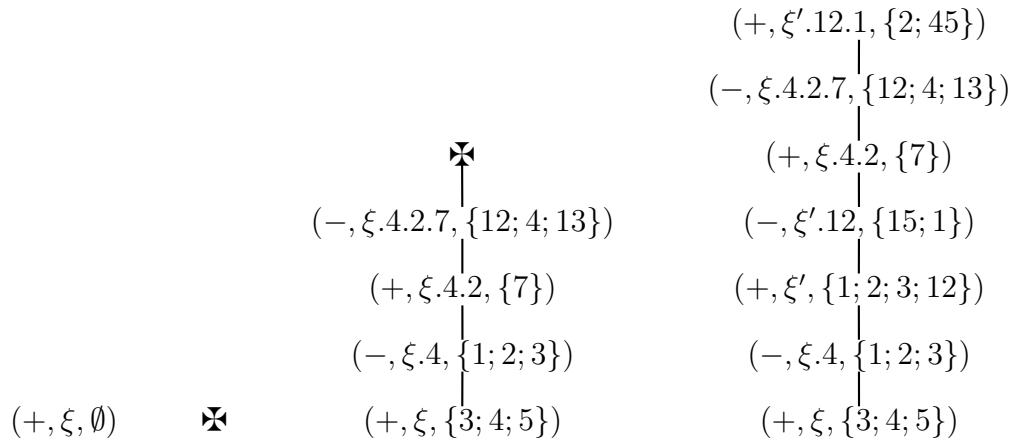 (+, ξ′.12.1, {2; 45})
(−, ξ.4.2.7, {12; 4; 13})
✠ (+, ξ.4.2, {7})
(−, ξ.4.2.7, {12; 4; 13}) (−, ξ′.12, {15; 1})
(+, ξ.4.2, {7}) (+, ξ′, {1; 2; 3; 12})
(−, ξ.4, {1; 2; 3}) (−, ξ.4, {1; 2; 3})
(+, ξ, ∅) ✠ (+, ξ, {3; 4; 5}) (+, ξ, {3; 4; 5})